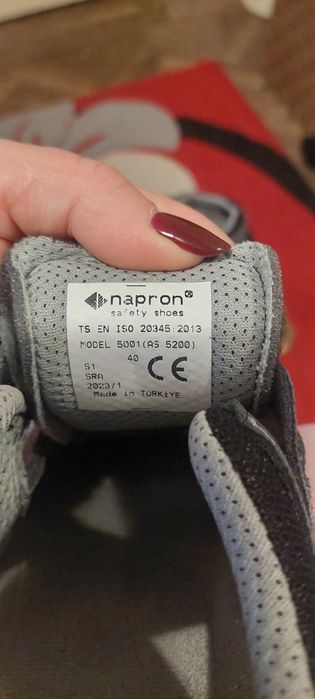 napron®
safety shoes
TS EN ISO 20345:2013
MODEL 5001(AS 5200)
40
S1
SRA
2023/1
CE
Made in TÜRKİYE